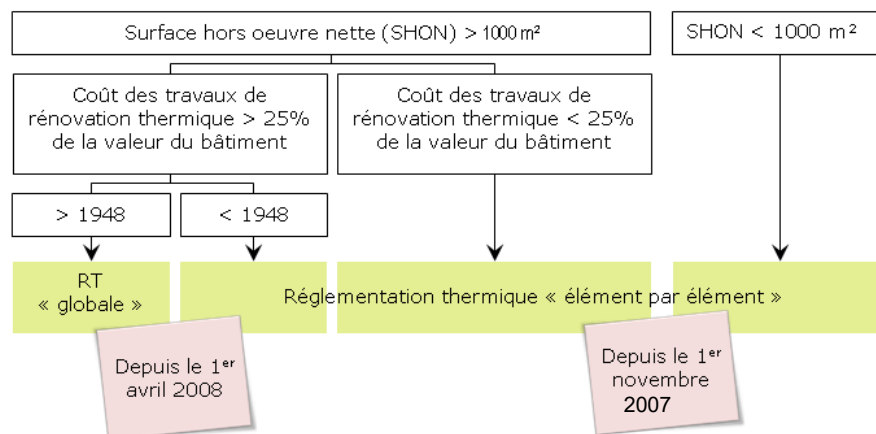 Surface hors oeuvre nette (SHON) > 1000 m²
SHON < 1000 m²
Coût des travaux de
rénovation thermique > 25%
de la valeur du bâtiment
Coût des travaux de
rénovation thermique < 25%
de la valeur du bâtiment
> 1948
< 1948
RT
« globale »
Réglementation thermique « élément par élément »
Depuis le 1er
avril 2008
Depuis le 1er
novembre
2007